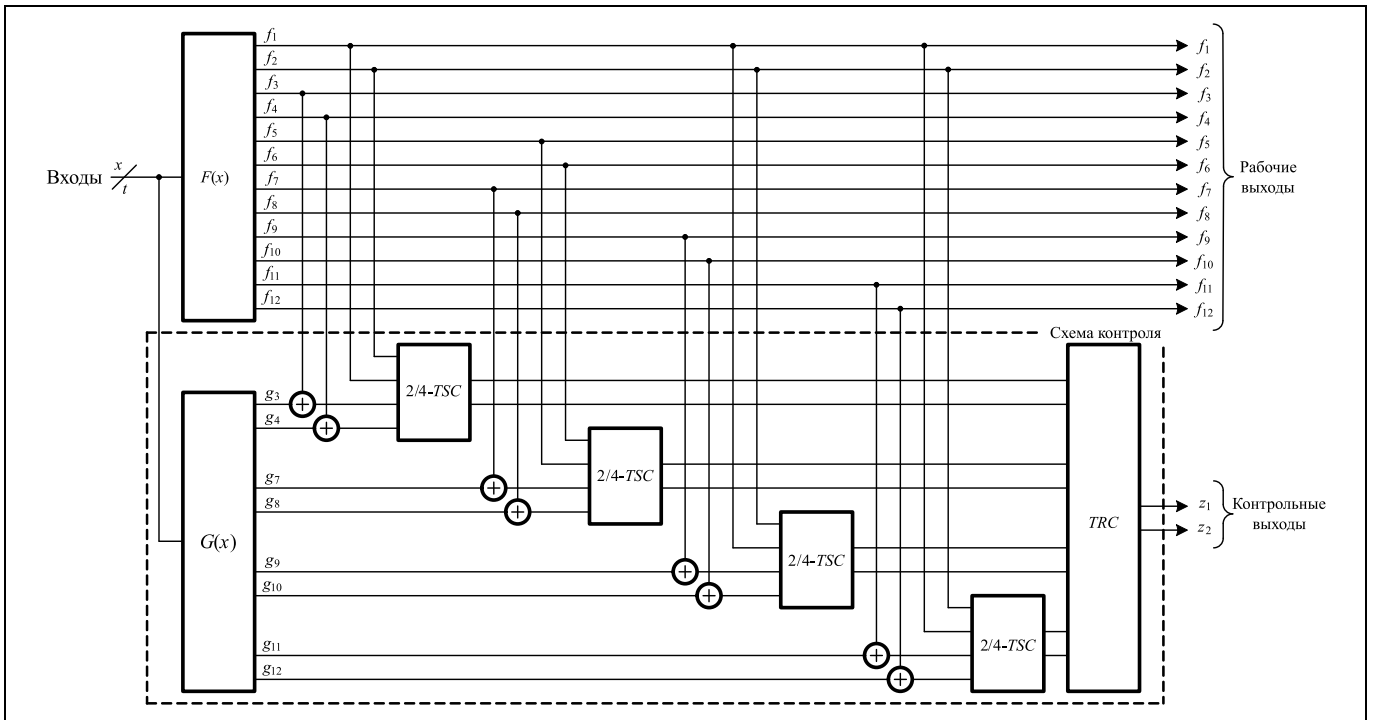 f1
f2
f3
f4
f5
f6
f7
f8
f9
f10
f11
f12
Входы
x
t
F(x)
f1
f2
f3
f4
f5
f6
f7
f8
f9
f10
f11
f12
Рабочие
выходы
Схема контроля
G(x)
g3
g4
g7
g8
g9
g10
g11
g12
2/4-TSC
2/4-TSC
2/4-TSC
2/4-TSC
TRC
z1
z2
Контрольные
выходы